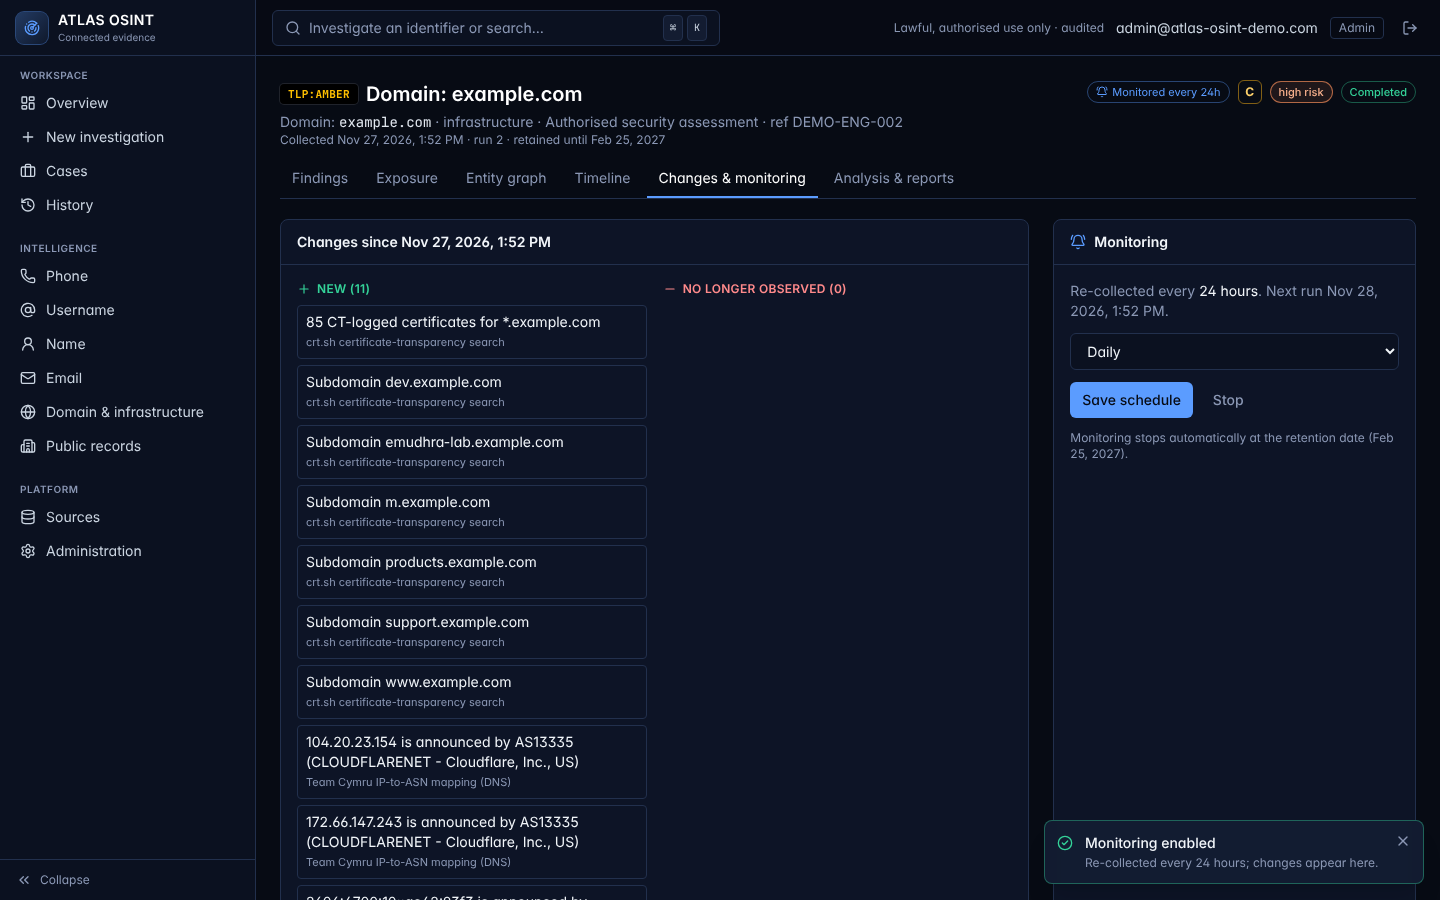 ATLAS OSINT
Connected evidence
Investigate an identifier or search...
⌘ K
Lawful, authorised use only · audited
admin@atlas-osint-demo.com
Admin
WORKSPACE
Overview
New investigation
Cases
History
INTELLIGENCE
Phone
Username
Name
Email
Domain & infrastructure
Public records
PLATFORM
Sources
Administration
Collapse
TLP:AMBER
Domain: example.com
Monitored every 24h
C
high risk
Completed
Domain: example.com · infrastructure · Authorised security assessment · ref DEMO-ENG-002
Collected Nov 27, 2026, 1:52 PM · run 2 · retained until Feb 25, 2027
Findings
Exposure
Entity graph
Timeline
Changes & monitoring
Analysis & reports
Changes since Nov 27, 2026, 1:52 PM
NEW (11)
85 CT-logged certificates for *.example.com
crt.sh certificate-transparency search
Subdomain dev.example.com
crt.sh certificate-transparency search
Subdomain emudhra-lab.example.com
crt.sh certificate-transparency search
Subdomain m.example.com
crt.sh certificate-transparency search
Subdomain products.example.com
crt.sh certificate-transparency search
Subdomain support.example.com
crt.sh certificate-transparency search
Subdomain www.example.com
crt.sh certificate-transparency search
104.20.23.154 is announced by AS13335
(CLOUDFLARENET - Cloudflare, Inc., US)
Team Cymru IP-to-ASN mapping (DNS)
172.66.147.243 is announced by AS13335
(CLOUDFLARENET - Cloudflare, Inc., US)
Team Cymru IP-to-ASN mapping (DNS)
is announced by
NO LONGER OBSERVED (0)
Monitoring
Re-collected every 24 hours. Next run Nov 28,
2026, 1:52 PM.
Daily
Save schedule
Stop
Monitoring stops automatically at the retention date (Feb
25, 2027).
Monitoring enabled
Re-collected every 24 hours; changes appear here.